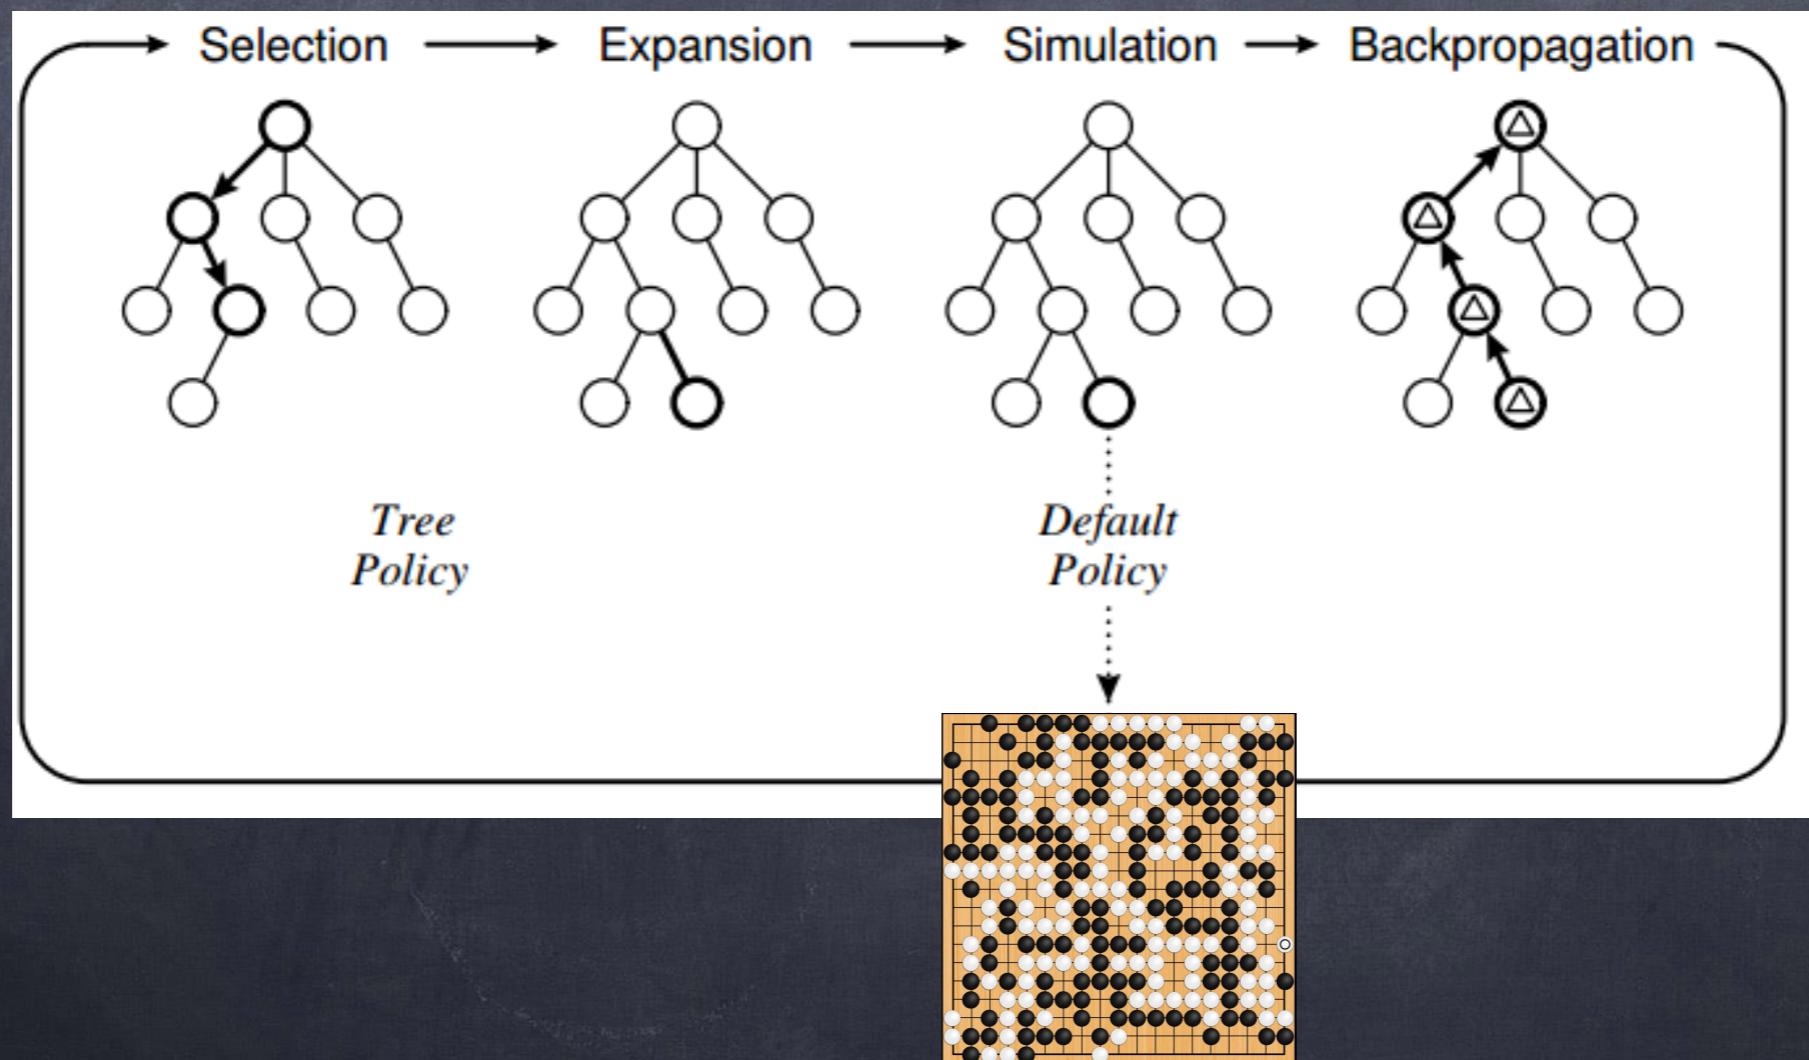 Selection
Expansion
Simulation
Backpropagation
Tree
Policy
Default
Policy